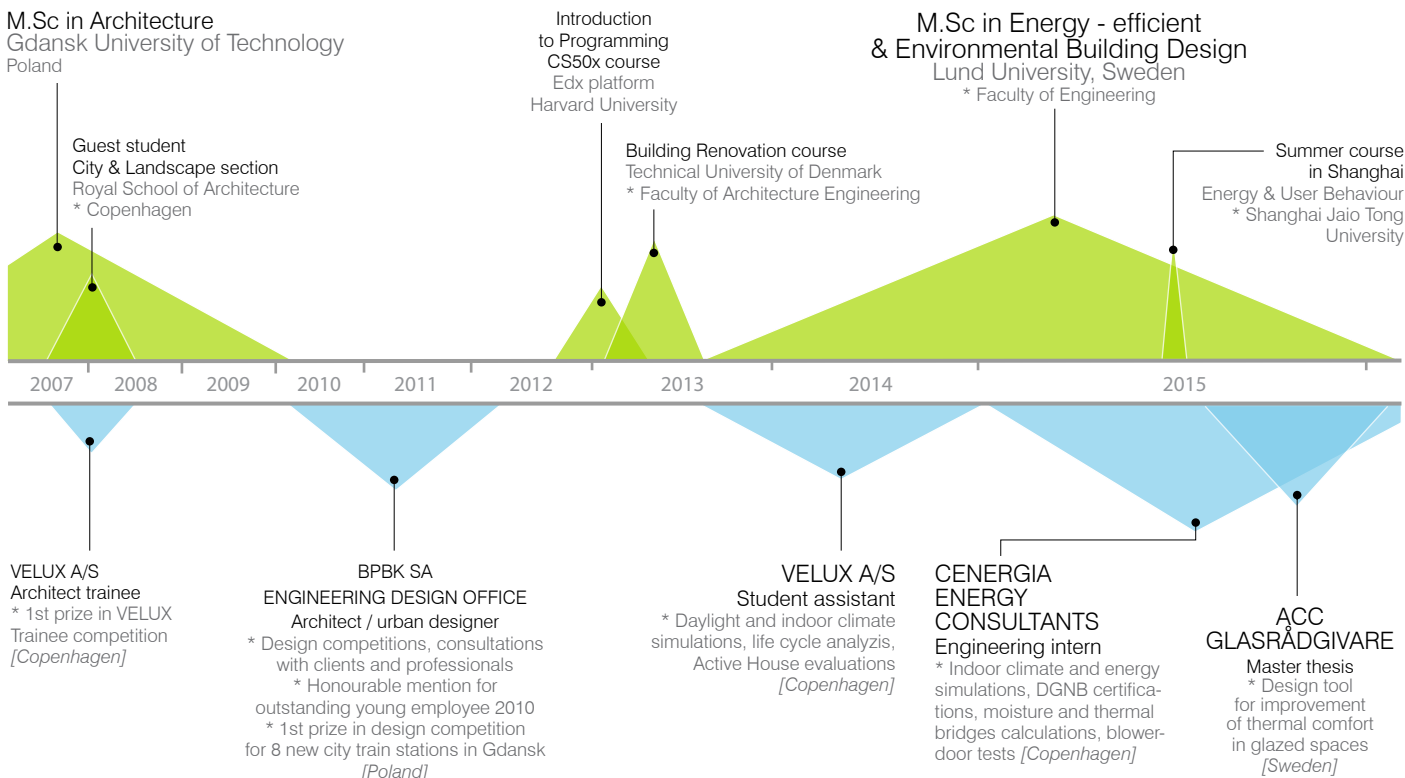 M.Sc in Architecture
Gdansk University of Technology
Poland
Guest student
City & Landscape section
Royal School of Architecture
* Copenhagen
Introduction
to Programming
CS50x course
Edx platform
Harvard University
Building Renovation course
Technical University of Denmark
* Faculty of Architecture Engineering
M.Sc in Energy - efficient
& Environmental Building Design
Lund University, Sweden
* Faculty of Engineering
Summer course
in Shanghai
Energy & User Behaviour
* Shanghai Jaio Tong
University
2007
2008
2009
2010
2011
2012
2013
2014
2015
VELUX A/S
Architect trainee
* 1st prize in VELUX
Trainee competition
[Copenhagen]
BPBK SA
ENGINEERING DESIGN OFFICE
Architect / urban designer
* Design competitions, consultations
with clients and professionals
* Honourable mention for
outstanding young employee 2010
* 1st prize in design competition
for 8 new city train stations in Gdansk
[Poland]
VELUX A/S
Student assistant
* Daylight and indoor climate
simulations, life cycle analyzis,
Active House evaluations
[Copenhagen]
CENERGIA
ENERGY
CONSULTANTS
Engineering intern
* Indoor climate and energy
simulations, DGNB certifica-
tions, moisture and thermal
bridges calculations, blower-
door tests [Copenhagen]
ACC
GLASRÅDGIVARE
Master thesis
* Design tool
for improvement
of thermal comfort
in glazed spaces
[Sweden]